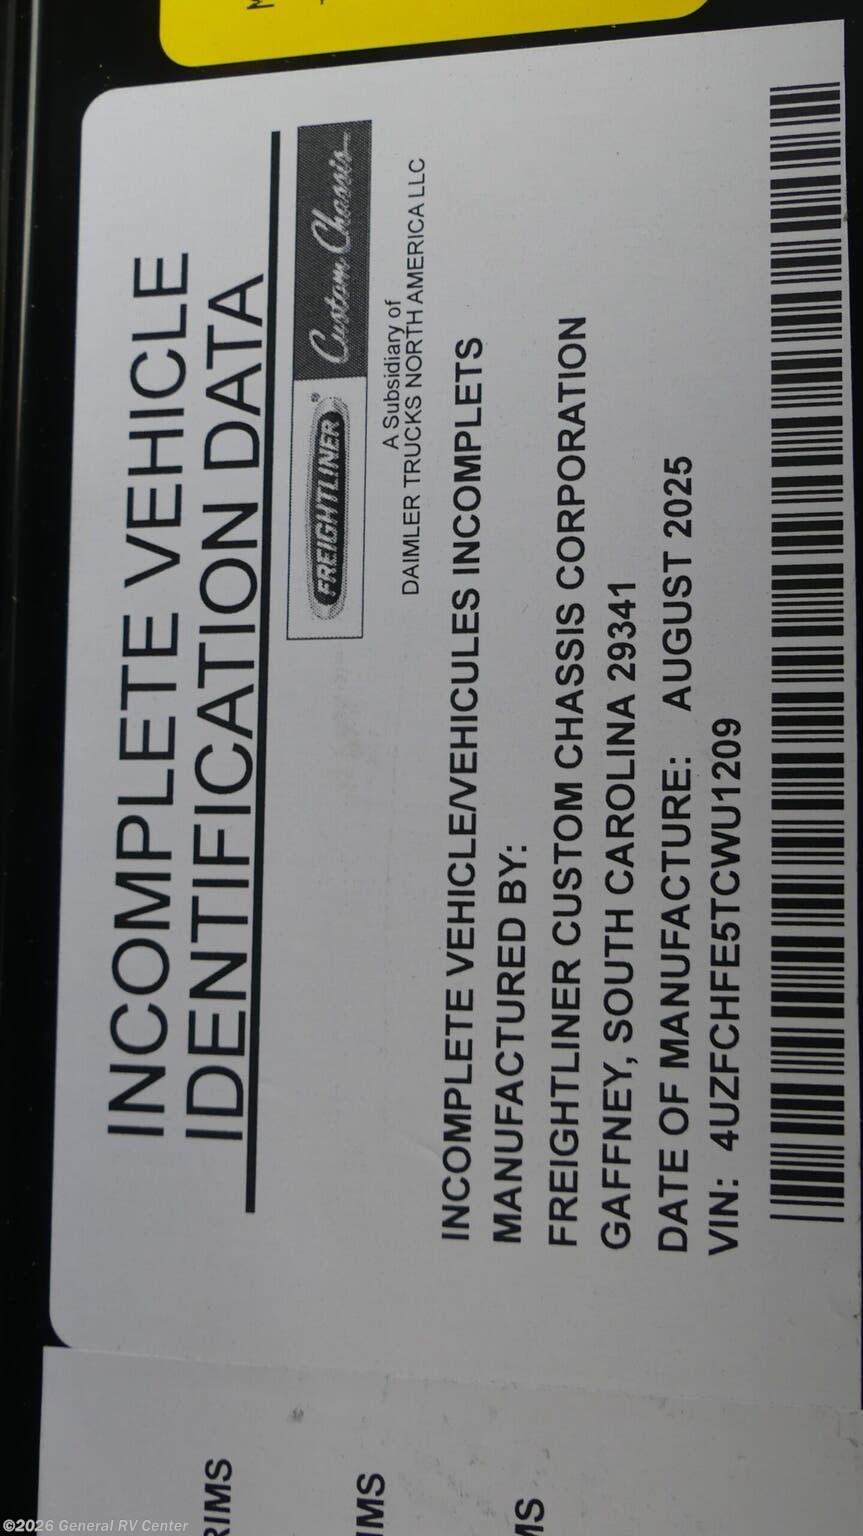 INCOMPLETE VEHICLE
IDENTIFICATION DATA
FREIGHTLINER® Custom Chassis
A Subsidiary of
DAIMLER TRUCKS NORTH AMERICA LLC
INCOMPLETE VEHICLE/VEHICULES INCOMPLETS
MANUFACTURED BY:
FREIGHTLINER CUSTOM CHASSIS CORPORATION
GAFFNEY, SOUTH CAROLINA 29341
DATE OF MANUFACTURE: AUGUST 2025
VIN: 4UZFCHFE5TCWU1209
RIMS
IMS
MS
©2026 General RV Center